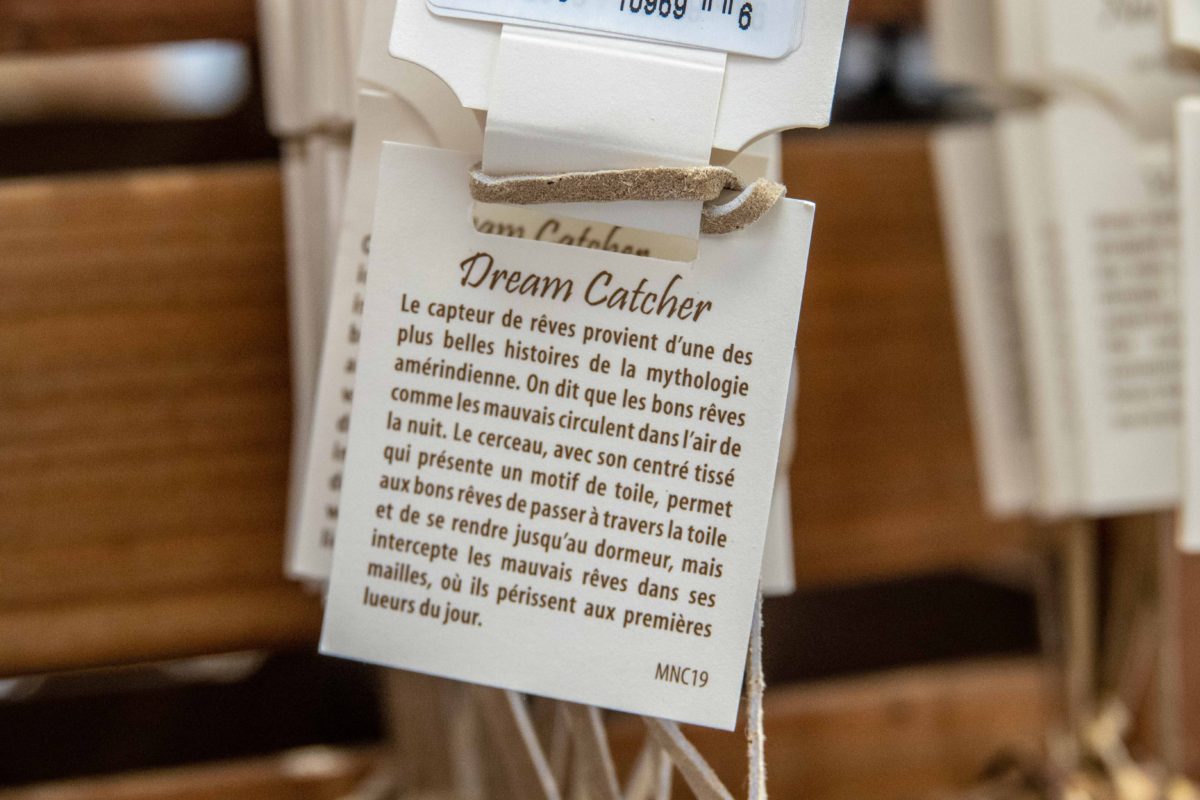 10969
6
Dream Catcher
Le capteur de rêves provient d'une des
plus belles histoires de la mythologie
amérindienne. On dit que les bons rêves
comme les mauvais circulent dans l'air de
la nuit. Le cerceau, avec son centré tissé
qui présente un motif de toile, permet
aux bons rêves de passer à travers la toile
et de se rendre jusqu'au dormeur, mais
intercepte les mauvais rêves dans ses
mailles, où ils périssent aux premières
lueurs du jour.
MNC19